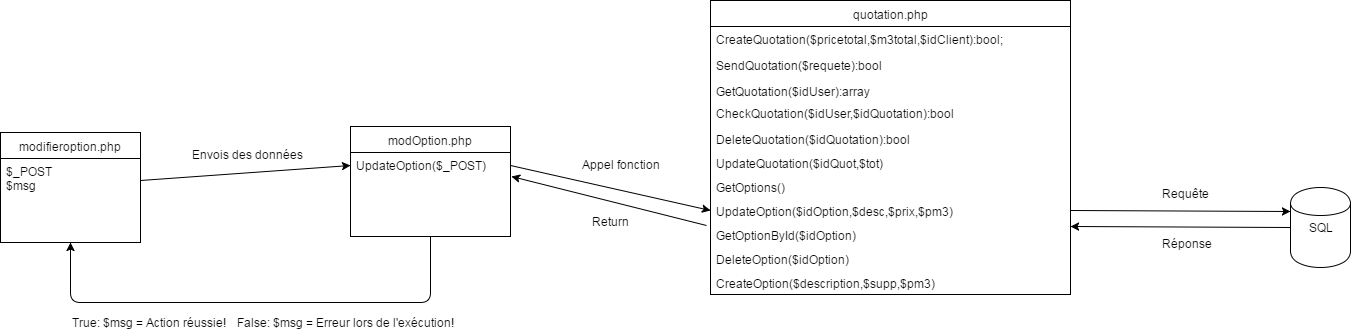 modifieroption.php
$_POST
$msg
Envois des données
modOption.php
UpdateOption($_POST)
Appel fonction
Return
quotation.php
CreateQuotation($pricetotal,$m3total,$idClient):bool;
SendQuotation($requete):bool
GetQuotation($idUser):array
CheckQuotation($idUser,$idQuotation):bool
DeleteQuotation($idQuotation):bool
UpdateQuotation($idQuot,$tot)
GetOptions()
UpdateOption($idOption,$desc,$prix,$pm3)
GetOptionById($idOption)
DeleteOption($idOption)
CreateOption($description,$supp,$pm3)
Requête
Réponse
SQL
True: $msg = Action réussie! False: $msg = Erreur lors de l'exécution!